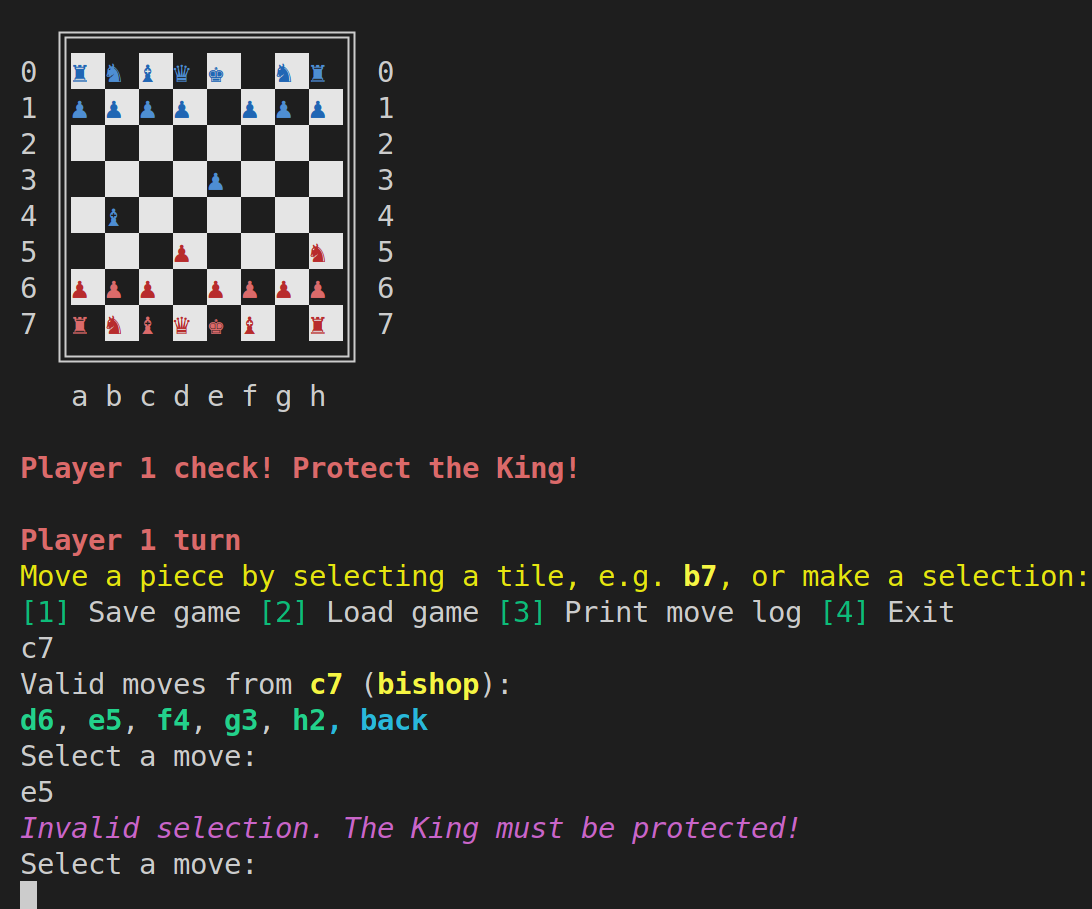 0 ♜ ♞ ♝ ♛ ♚ ♞ ♜ 0
1 ♟ ♟ ♟ ♟ ♟ ♟ ♟ 1
2 2
3 ♟ 3
4 ♝ 4
5 ♟ ♞ 5
6 ♟ ♟ ♟ ♟ ♟ ♟ ♟ 6
7 ♜ ♞ ♝ ♛ ♚ ♝ ♜ 7
a b c d e f g h
Player 1 check! Protect the King!
Player 1 turn
Move a piece by selecting a tile, e.g. b7, or make a selection:
[1] Save game [2] Load game [3] Print move log [4] Exit
c7
Valid moves from c7 (bishop):
d6, e5, f4, g3, h2, back
Select a move:
e5
Invalid selection. The King must be protected!
Select a move: